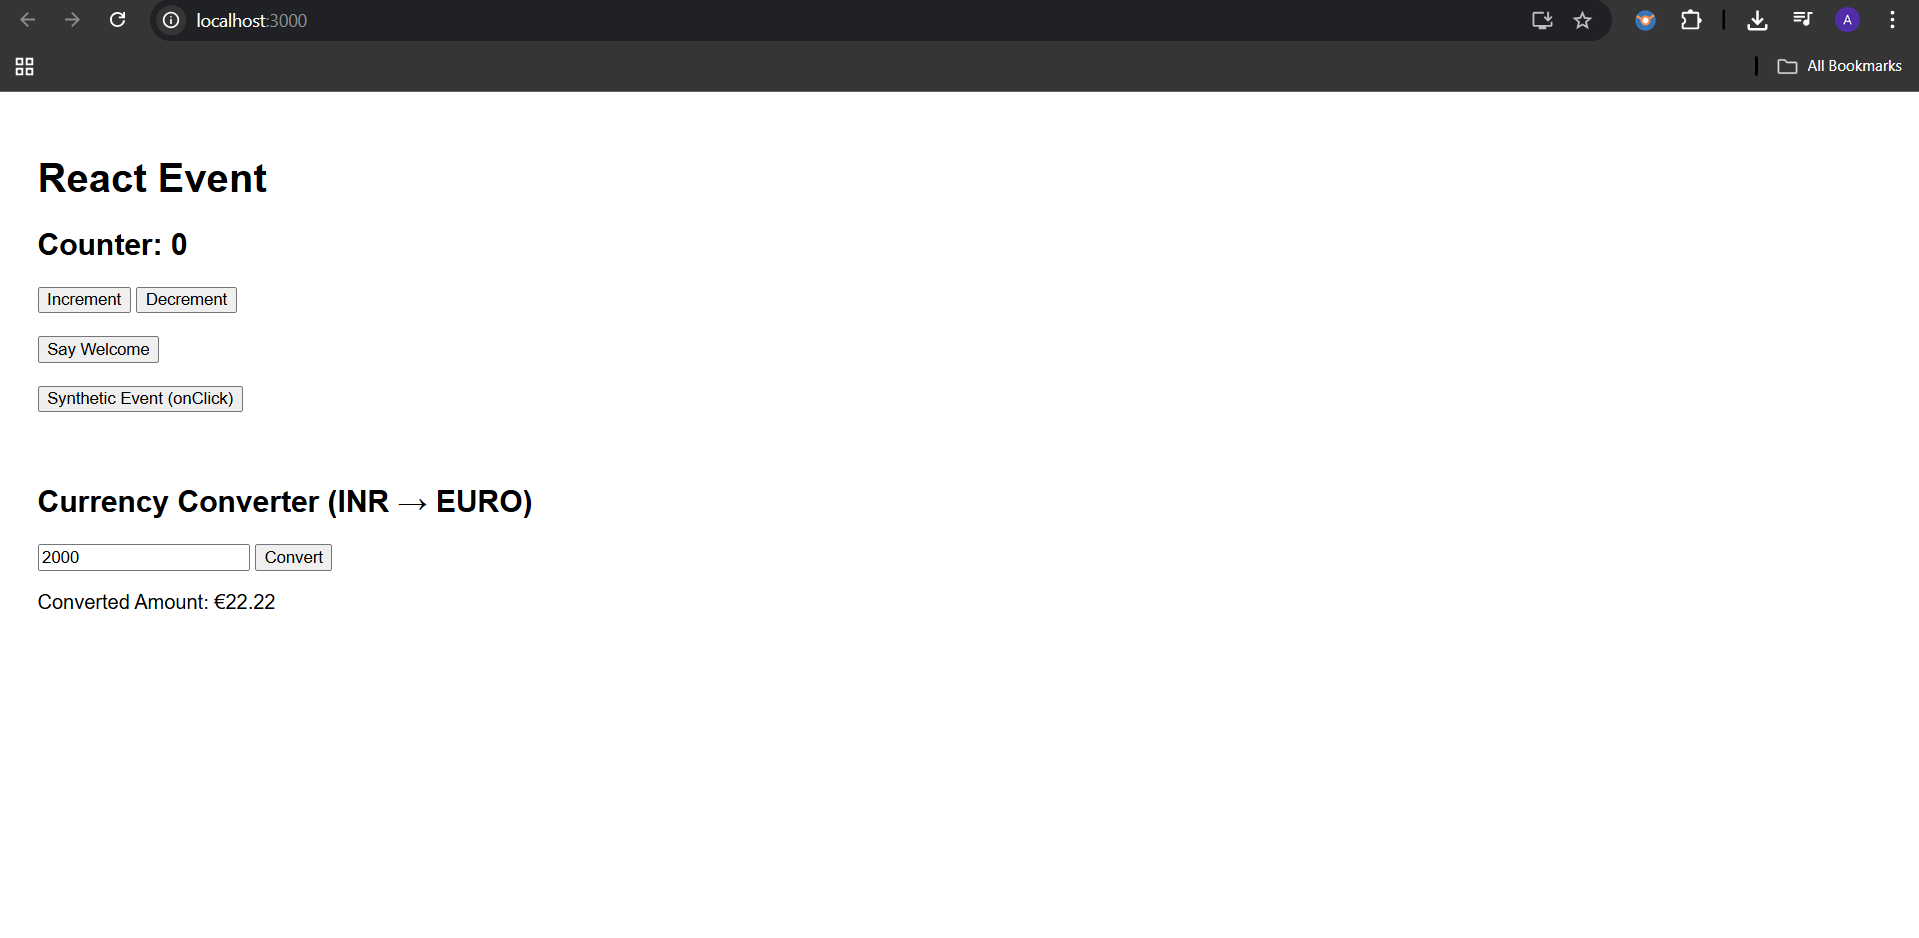 localhost:3000
A
All Bookmarks
React Event
Counter: 0
Increment Decrement
Say Welcome
Synthetic Event (onClick)
Currency Converter (INR → EURO)
2000 Convert
Converted Amount: €22.22